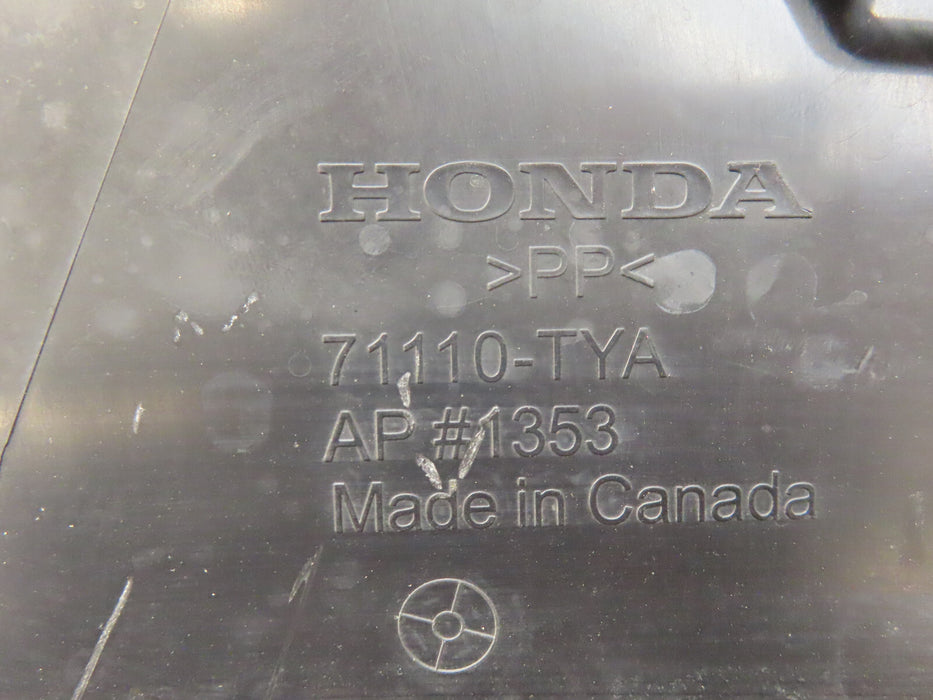 HONDA
>PP<
71110-TYA
AP #1353
Made in Canada